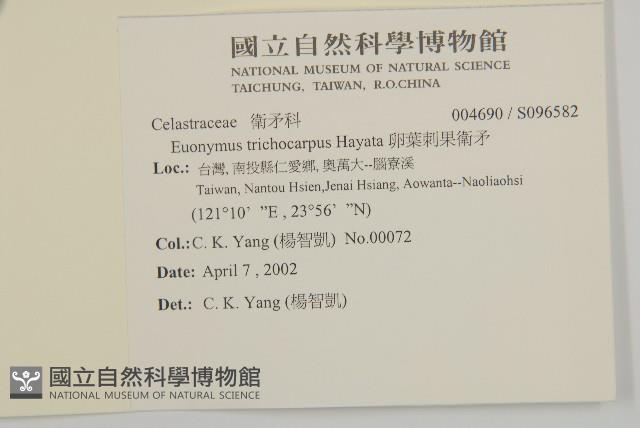 國立自然科學博物館
NATIONAL MUSEUM OF NATURAL SCIENCE
TAICHUNG, TAIWAN, R.O.CHINA
Celastraceae 衛矛科 004690 / S096582
Euonymus trichocarpus Hayata 卵葉刺果衛矛
Loc.: 台灣, 南投縣仁愛鄉, 奧萬大--腦寮溪
Taiwan, Nantou Hsien,Jenai Hsiang, Aowanta--Naoliaohsi
(121°10’ ”E , 23°56’ ”N)
Col.:C. K. Yang (楊智凱) No.00072
Date: April 7 , 2002
Det.: C. K. Yang (楊智凱)
國立自然科學博物館
NATIONAL MUSEUM OF NATURAL SCIENCE